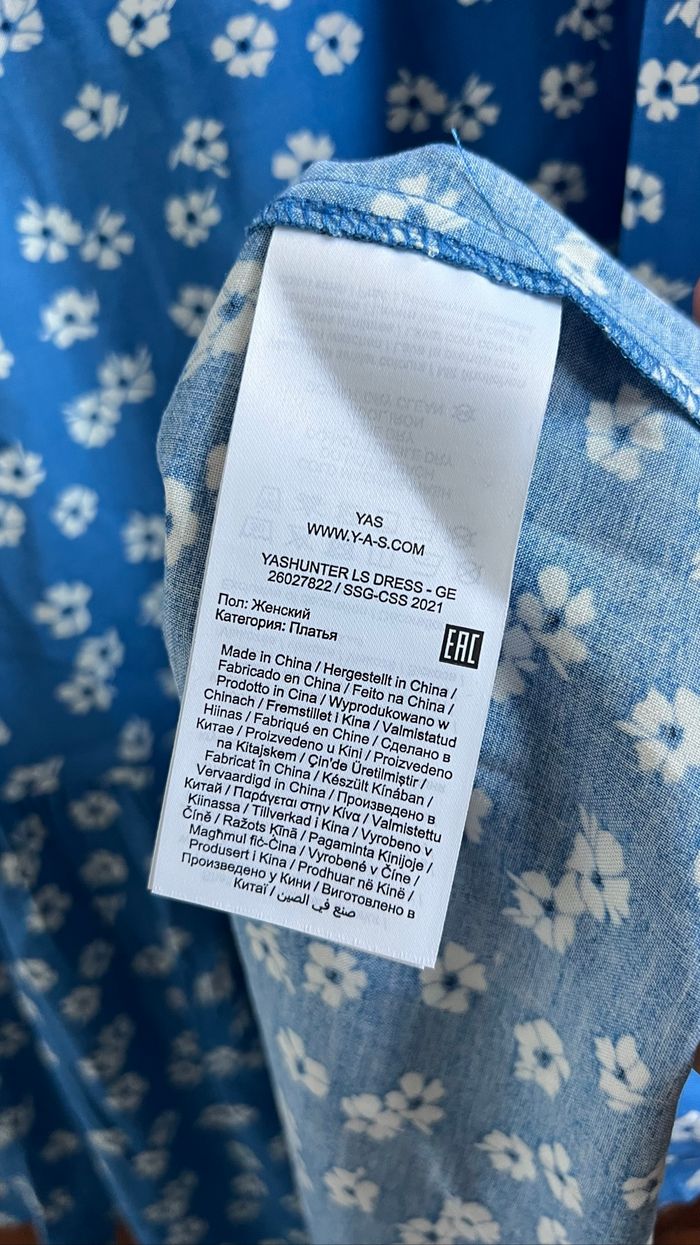 YAS
WWW.Y-A-S.COM
YASHUNTER LS DRESS - GE
26027822 / SSG-CSS 2021
Пол: Женский
Категория: Платья
EAC
Made in China / Hergestellt in China /
Fabricado en China / Feito na China /
Prodotto in Cina / Wyprodukowano w
Chinach / Fremstillet i Kina / Valmistatud
Hiinas / Fabriqué en Chine / Сделано в
Китае / Proizvedeno u Kini / Proizvedeno
na Kitajskem / Çin'de Üretilmiştir /
Fabricat în China / Készült Kínában /
Vervaardigd in China / Произведено в
Китай / Παράγεται στην Κίνα / Valmistettu
Kiinassa / Tillverkad i Kina / Vyrobeno v
Číně / Ražots Ķīnā / Pagaminta Kinijoje /
Magħmul fiċ-Ċina / Vyrobené v Číne /
Produsert i Kina / Prodhuar në Kinë /
Произведено у Кини / Виготовлено в
Китаї / صنع في الصين